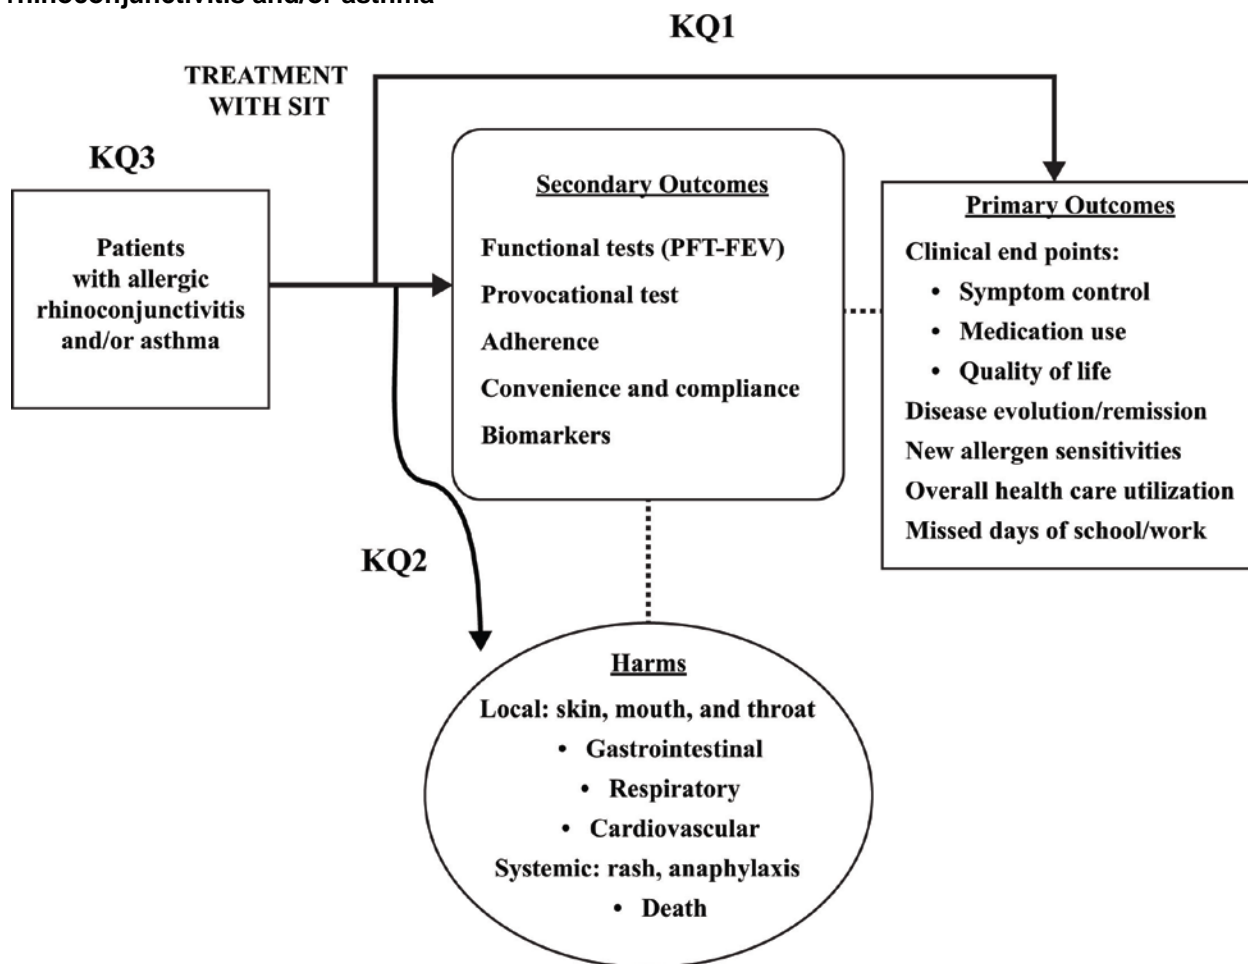 rhinoconjunctivitis and/or asthma
KQ1
TREATMENT
WITH SIT
KQ3
Patients
with allergic
rhinoconjunctivitis
and/or asthma
Secondary Outcomes
Functional tests (PFT-FEV)
Provocational test
Adherence
Convenience and compliance
Biomarkers
Primary Outcomes
Clinical end points:
• Symptom control
• Medication use
• Quality of life
Disease evolution/remission
New allergen sensitivities
Overall health care utilization
Missed days of school/work
KQ2
Harms
Local: skin, mouth, and throat
• Gastrointestinal
• Respiratory
• Cardiovascular
Systemic: rash, anaphylaxis
• Death